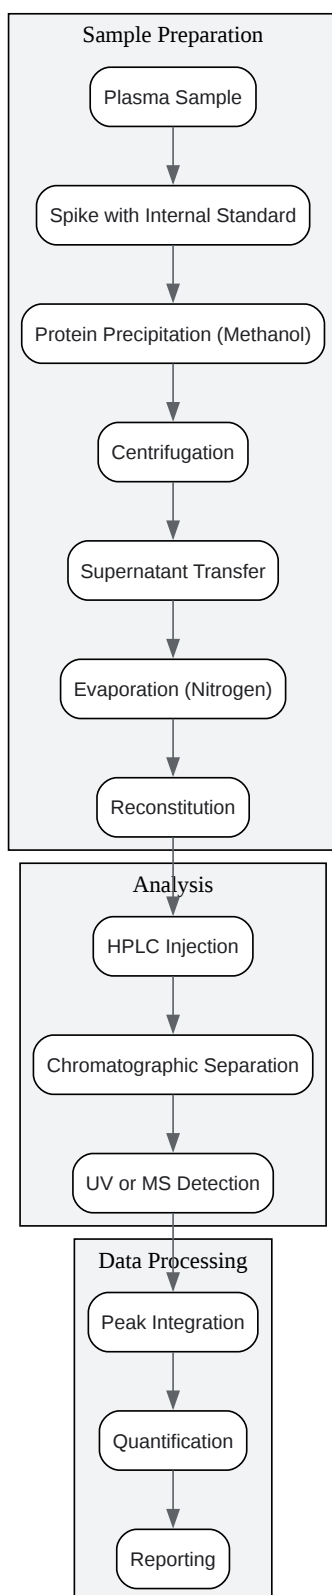 Sample Preparation
Plasma Sample
Spike with Internal Standard
Protein Precipitation (Methanol)
Centrifugation
Supernatant Transfer
Evaporation (Nitrogen)
Reconstitution
Analysis
HPLC Injection
Chromatographic Separation
UV or MS Detection
Data Processing
Peak Integration
Quantification
Reporting